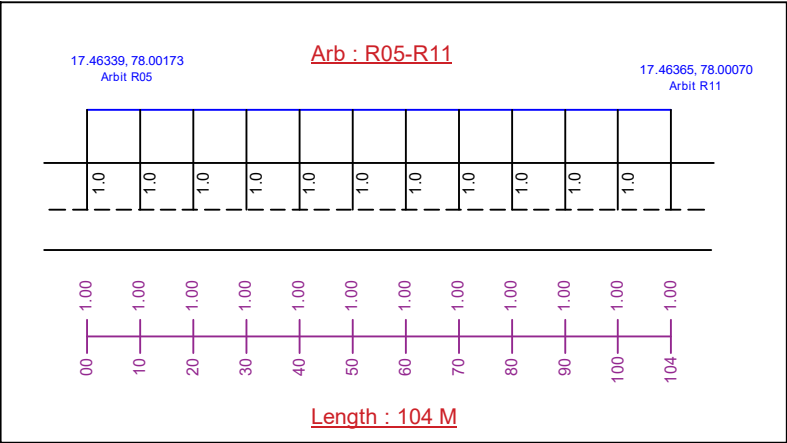 Arb : R05-R11
17.46339, 78.00173
Arbit R05
17.46365, 78.00070
Arbit R11
1.0 1.0 1.0 1.0 1.0 1.0 1.0 1.0 1.0 1.0 1.0
1.00 1.00 1.00 1.00 1.00 1.00 1.00 1.00 1.00 1.00 1.00 1.00
00 10 20 30 40 50 60 70 80 90 100 104
Length : 104 M